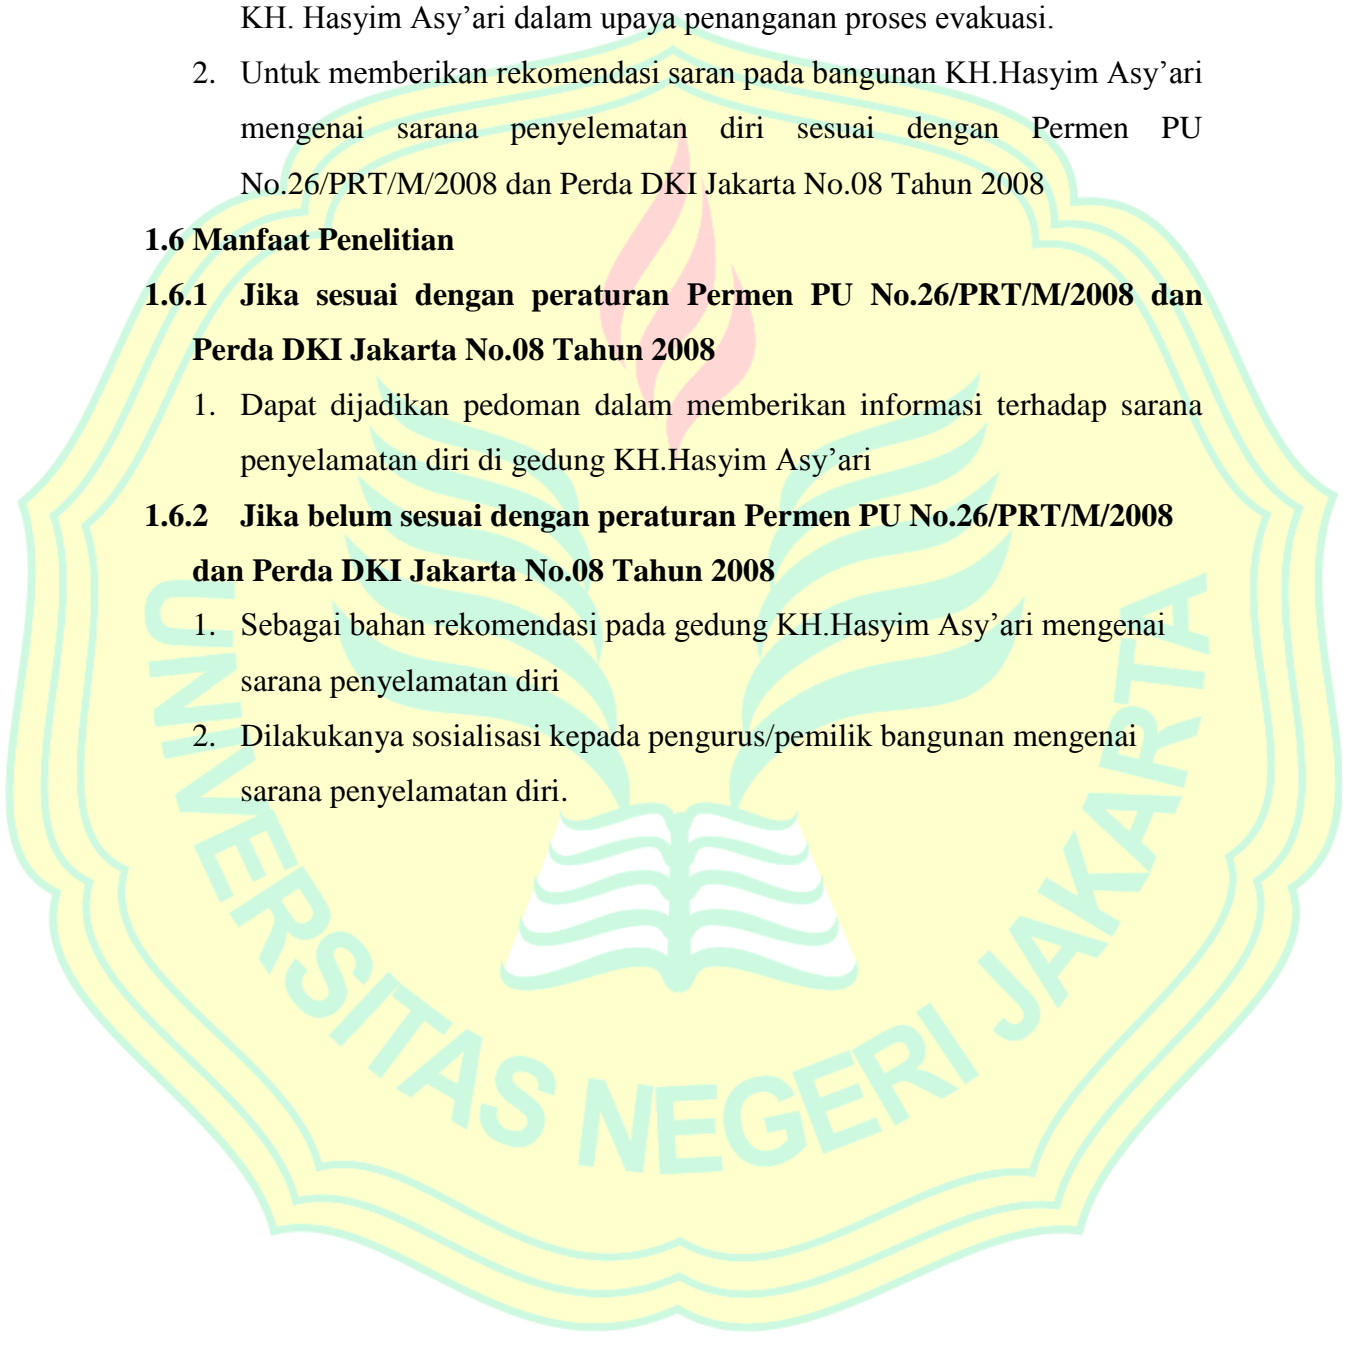 KH. Hasyim Asy’ari dalam upaya penanganan proses evakuasi.
2. Untuk memberikan rekomendasi saran pada bangunan KH.Hasyim Asy’ari
mengenai sarana penyelematan diri sesuai dengan Permen PU
No.26/PRT/M/2008 dan Perda DKI Jakarta No.08 Tahun 2008
1.6 Manfaat Penelitian
1.6.1 Jika sesuai dengan peraturan Permen PU No.26/PRT/M/2008 dan
Perda DKI Jakarta No.08 Tahun 2008
1. Dapat dijadikan pedoman dalam memberikan informasi terhadap sarana
penyelamatan diri di gedung KH.Hasyim Asy’ari
1.6.2 Jika belum sesuai dengan peraturan Permen PU No.26/PRT/M/2008
dan Perda DKI Jakarta No.08 Tahun 2008
1. Sebagai bahan rekomendasi pada gedung KH.Hasyim Asy’ari mengenai
sarana penyelamatan diri
2. Dilakukanya sosialisasi kepada pengurus/pemilik bangunan mengenai
sarana penyelamatan diri.
UNIVERSITAS NEGERI JAKARTA